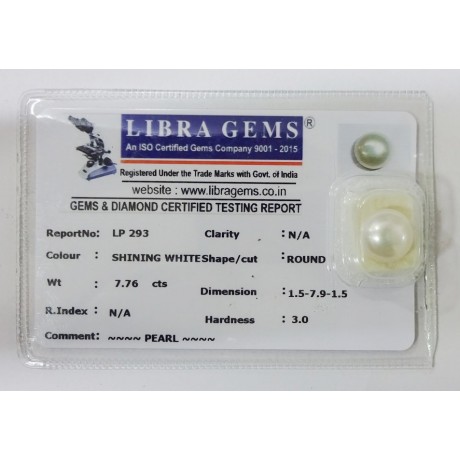 LIBRA GEMS ®
An ISO Certified Gems Company 9001 - 2015
Registered Under the Trade Marks with Govt. of India
website : www.libragems.co.in
GEMS & DIAMOND CERTIFIED TESTING REPORT
ReportNo: LP 293 Clarity : N/A
Colour : SHINING WHITE Shape/cut : ROUND
Wt : 7.76 cts Dimension : 1.5-7.9-1.5
R.Index : N/A Hardness : 3.0
Comment: ~~~~ PEARL ~~~~